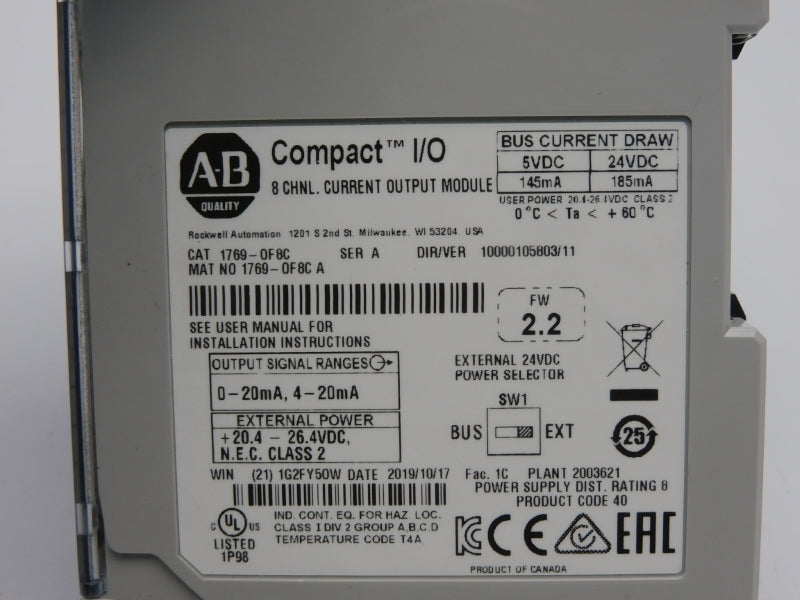 A-B
QUALITY
Compact™ I/O
8 CHNL. CURRENT OUTPUT MODULE
BUS CURRENT DRAW
5VDC 24VDC
145mA 185mA
USER POWER 20.4-26.4VDC CLASS 2
0°C < Ta < +60°C
Rockwell Automation 1201 S 2nd St. Milwaukee, WI 53204 USA
CAT 1769-OF8C SER A DIR/VER 10000105803/11
MAT NO 1769-OF8C A
FW
2.2
SEE USER MANUAL FOR
INSTALLATION INSTRUCTIONS
OUTPUT SIGNAL RANGES
0-20mA, 4-20mA
EXTERNAL 24VDC
POWER SELECTOR
SW1
BUS EXT
25
EXTERNAL POWER
+20.4 - 26.4VDC,
N.E.C. CLASS 2
WIN (21) 1G2FY50W DATE 2019/10/17 Fac. 1C PLANT 2003621
POWER SUPPLY DIST. RATING 8
PRODUCT CODE 40
C UL US
LISTED
1P98
IND. CONT. EQ. FOR HAZ. LOC.
CLASS I DIV 2 GROUP A,B,C,D
TEMPERATURE CODE T4A
CE EAC
PRODUCT OF CANADA